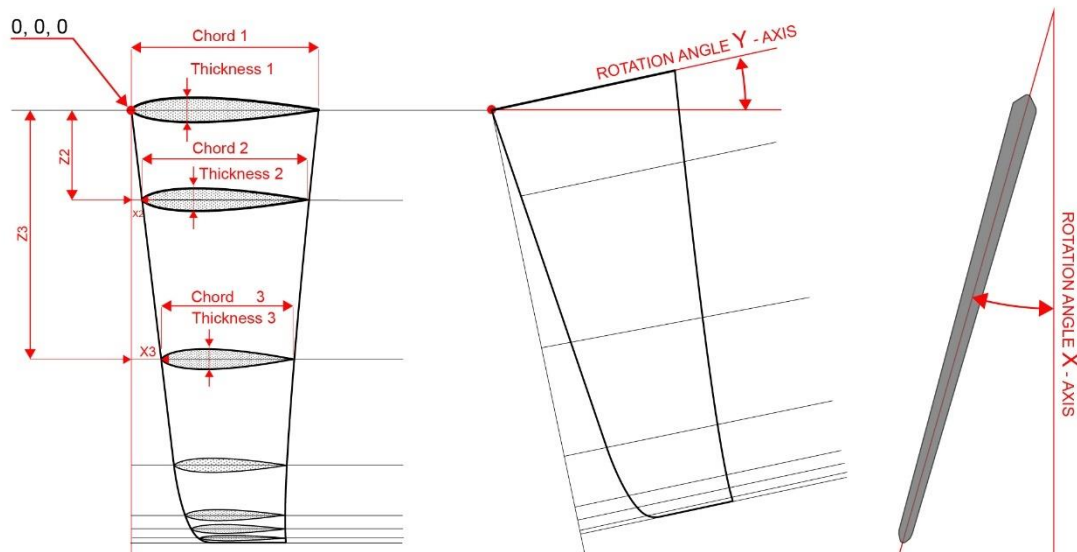 0, 0, 0
Chord 1
Thickness 1
Chord 2
Thickness 2
Z2
X2
Z3
Chord 3
Thickness 3
X3
ROTATION ANGLE Y - AXIS
ROTATION ANGLE X - AXIS